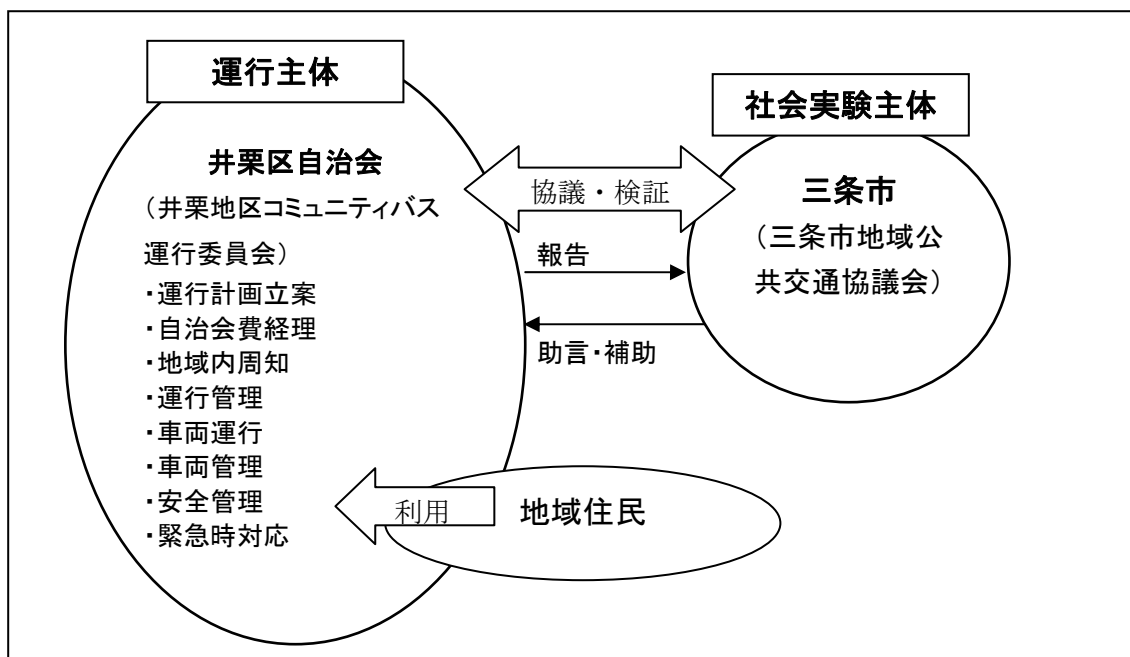 運行主体
井栗区自治会
（井栗地区コミュニティバス
運行委員会）
・運行計画立案
・自治会費経理
・地域内周知
・運行管理
・車両運行
・車両管理
・安全管理
・緊急時対応
協議・検証
報告
助言・補助
利用
地域住民
社会実験主体
三条市
（三条市地域公
共交通協議会）